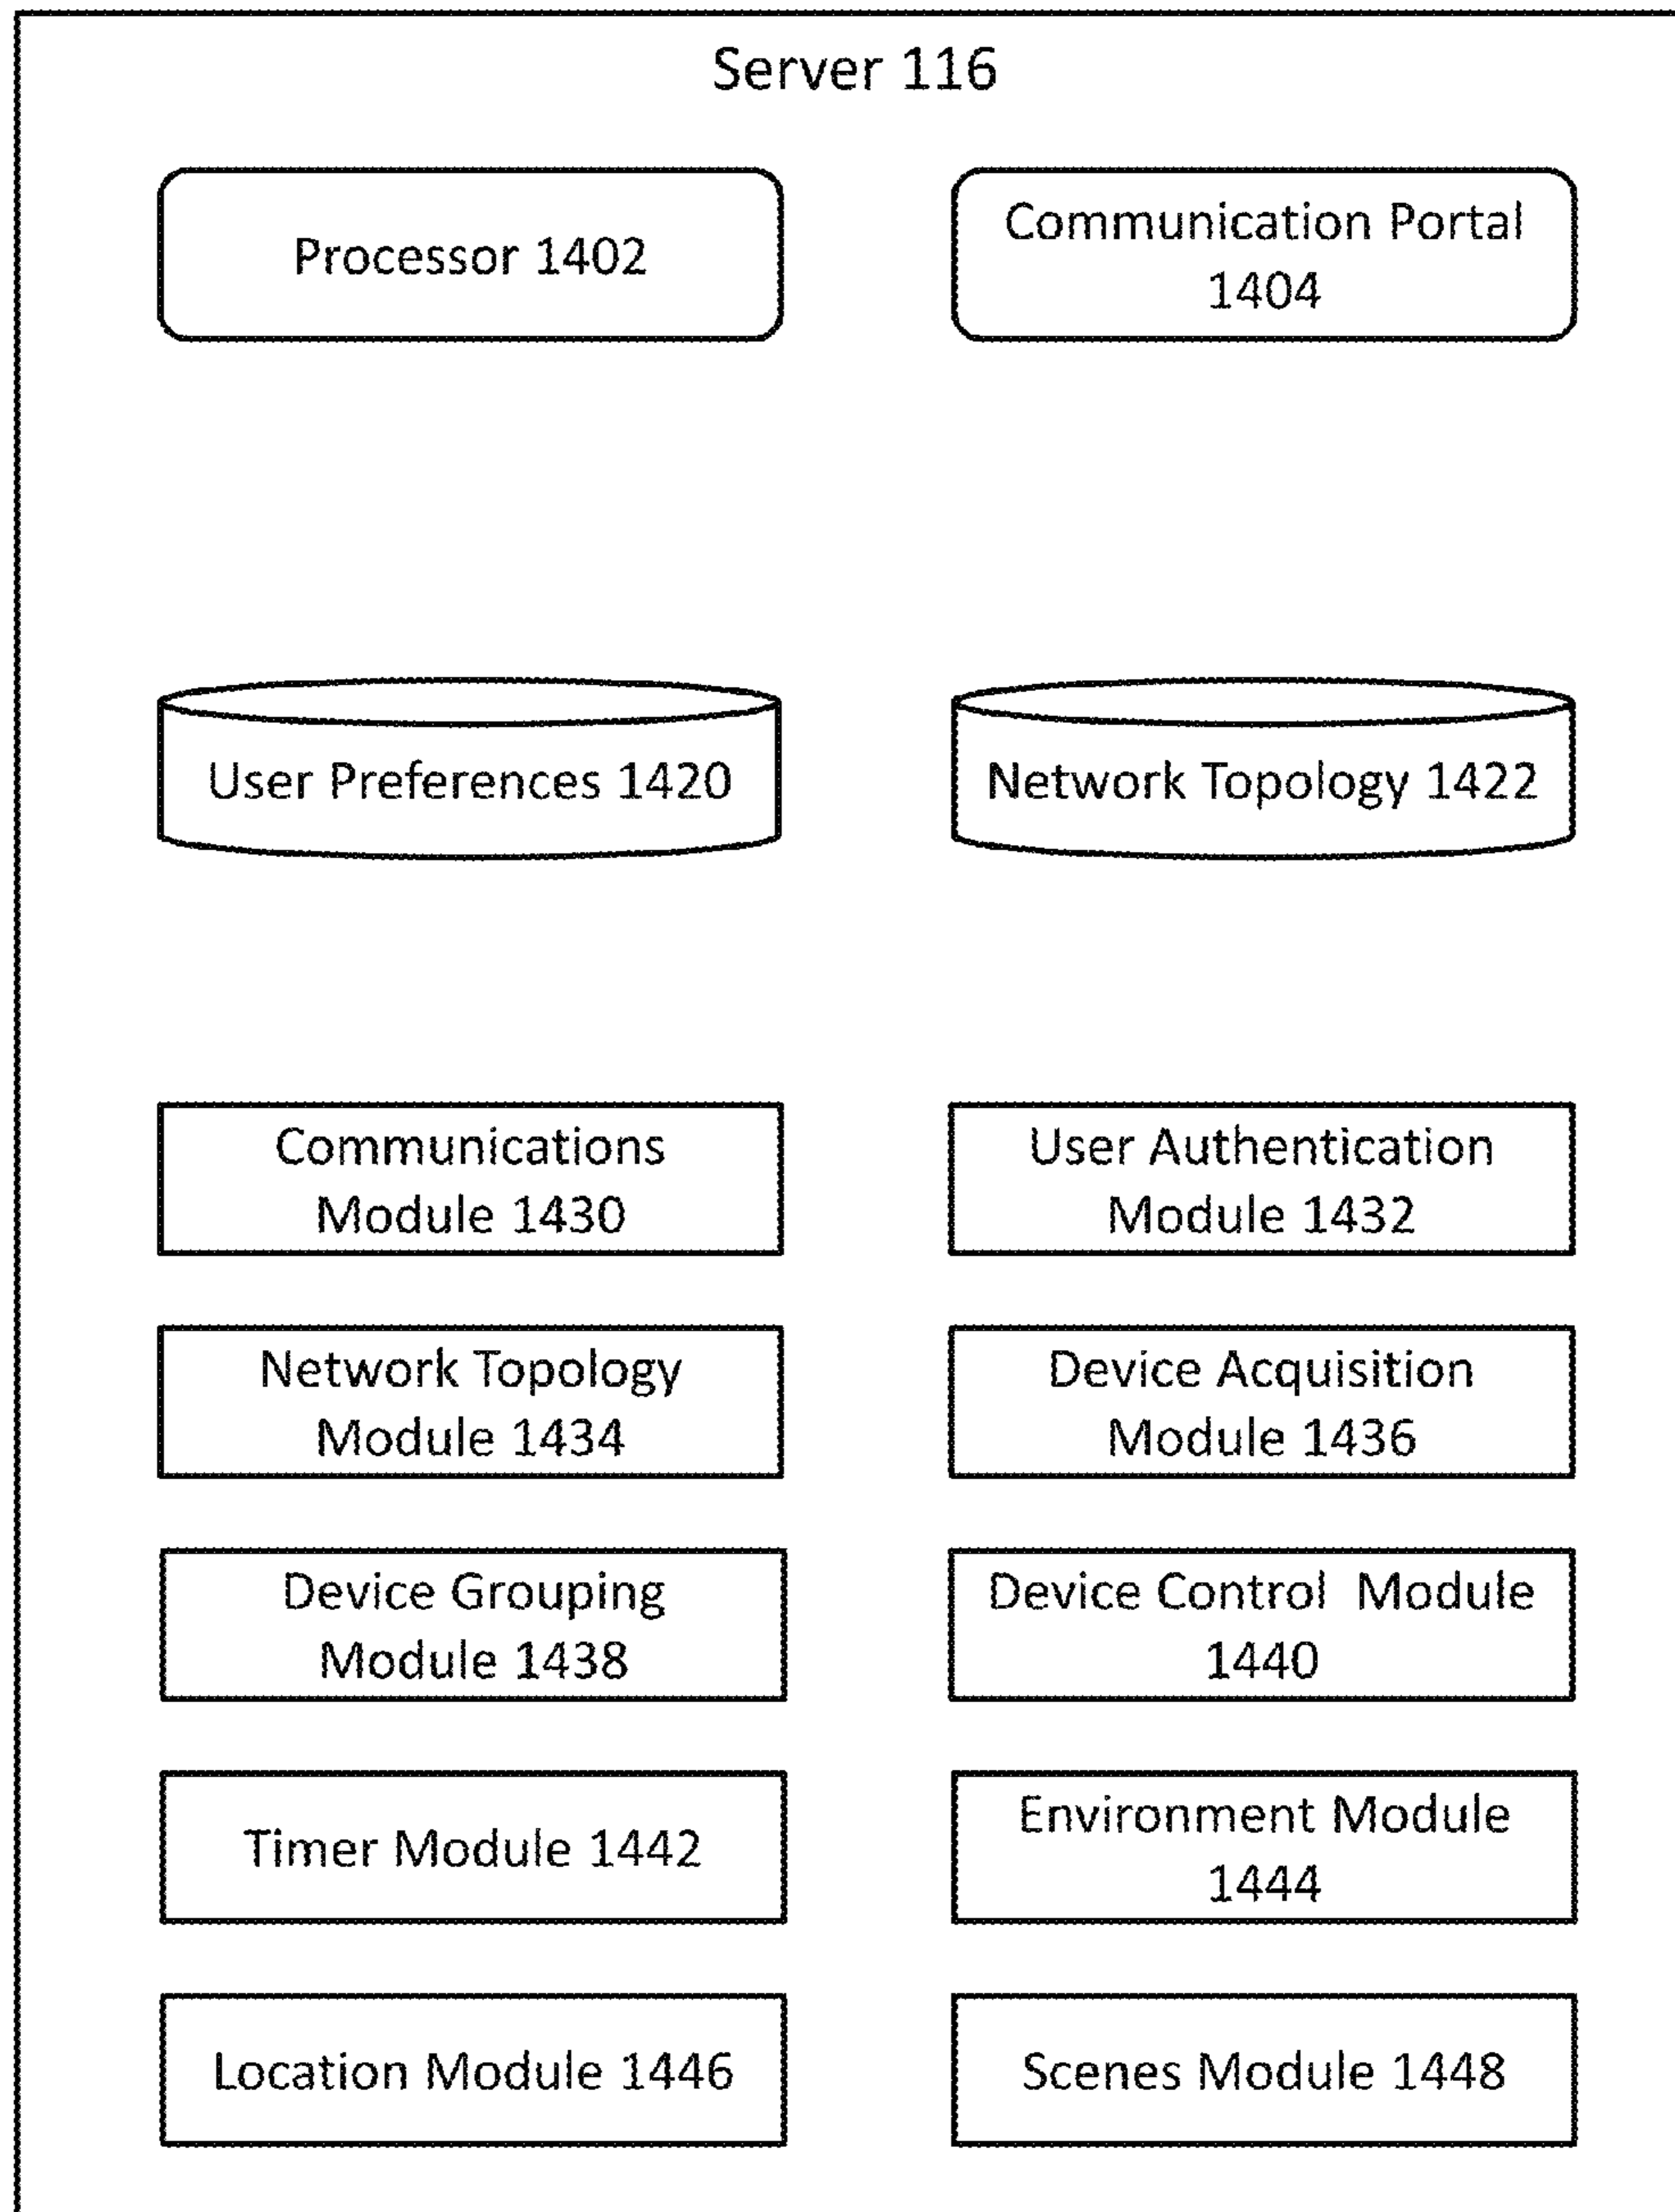 Server 116
Processor 1402
Communication Portal
1404
User Preferences 1420
Network Topology 1422
Communications
Module 1430
User Authentication
Module 1432
Network Topology
Module 1434
Device Acquisition
Module 1436
Device Grouping
Module 1438
Device Control  Module
1440
Timer Module 1442
Environment Module
1444
Location Module 1446
Scenes Module 1448